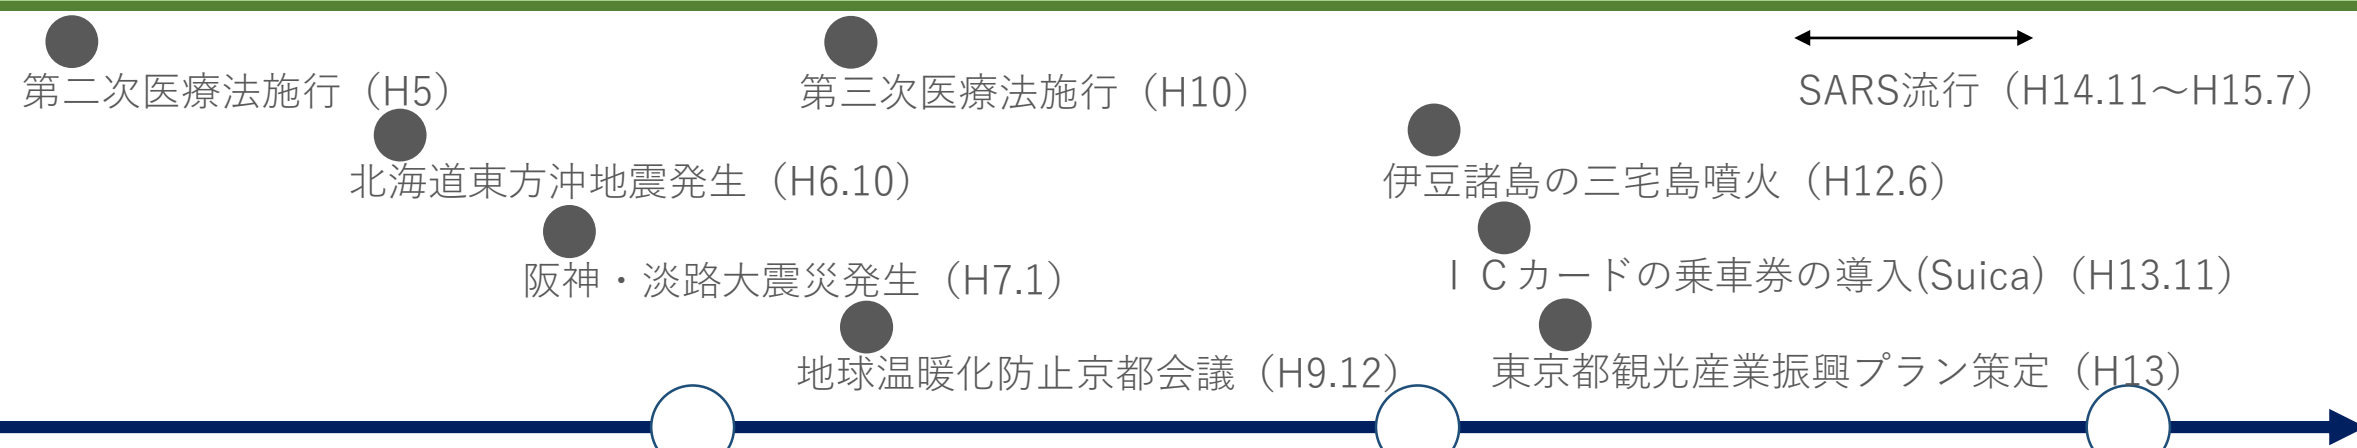 第二次医療法施行（H5）
第三次医療法施行（H10）
SARS流行（H14.11～H15.7）
北海道東方沖地震発生（H6.10）
伊豆諸島の三宅島噴火（H12.6）
阪神・淡路大震災発生（H7.1）
ＩＣカードの乗車券の導入(Suica)（H13.11）
地球温暖化防止京都会議（H9.12）
東京都観光産業振興プラン策定（H13）